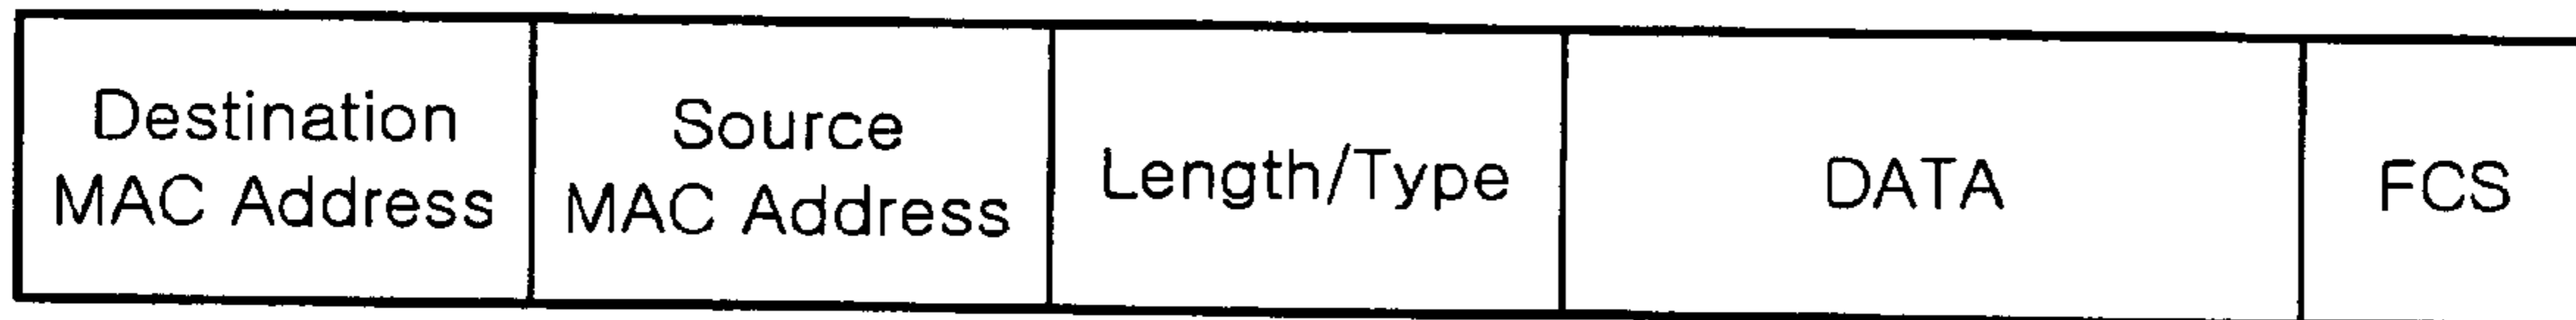 Destination
MAC Address
Source
MAC Address
Length/Type
DATA
FCS